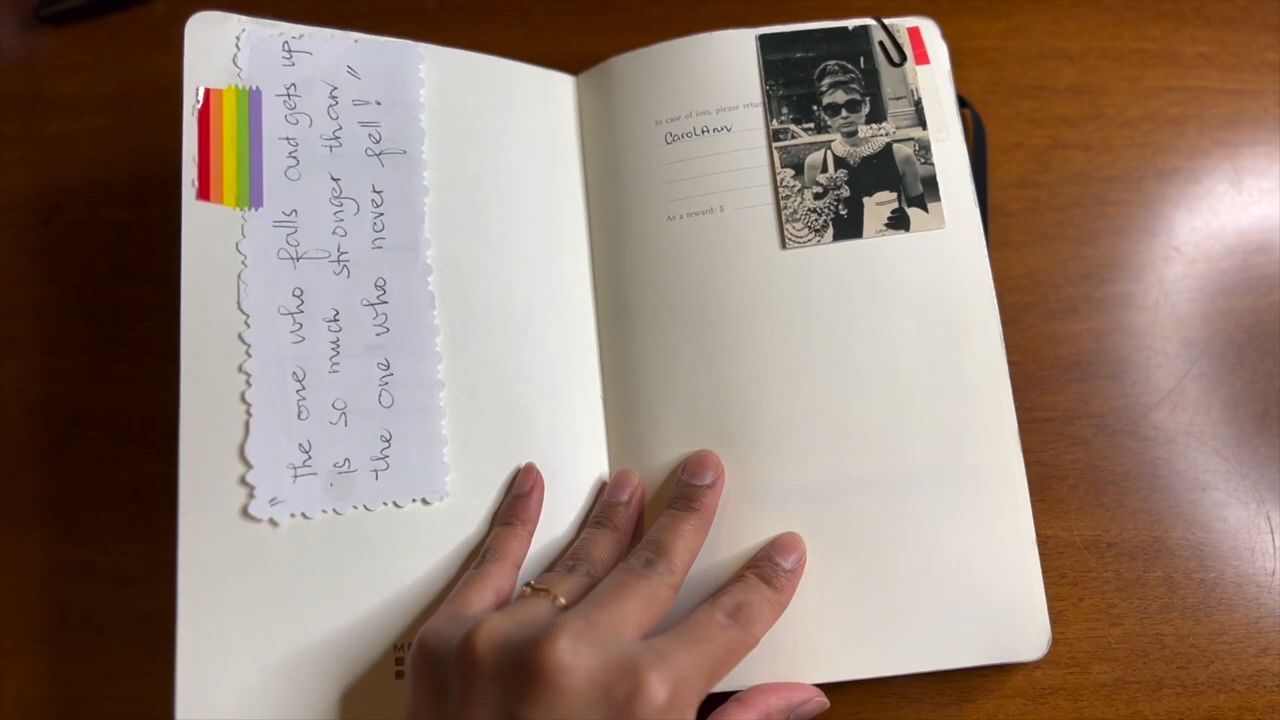 "The one who falls and gets up,
is so much stronger than
the one who never fell!"
In case of loss, please retur
CarolAnn
As a reward: $
M